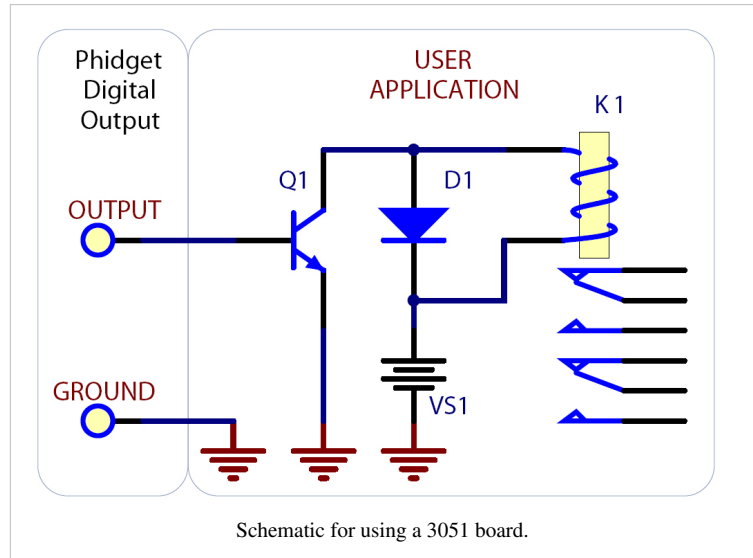 Phidget
Digital
Output
USER
APPLICATION
K1
Q1
D1
OUTPUT
GROUND
VS1
Schematic for using a 3051 board.